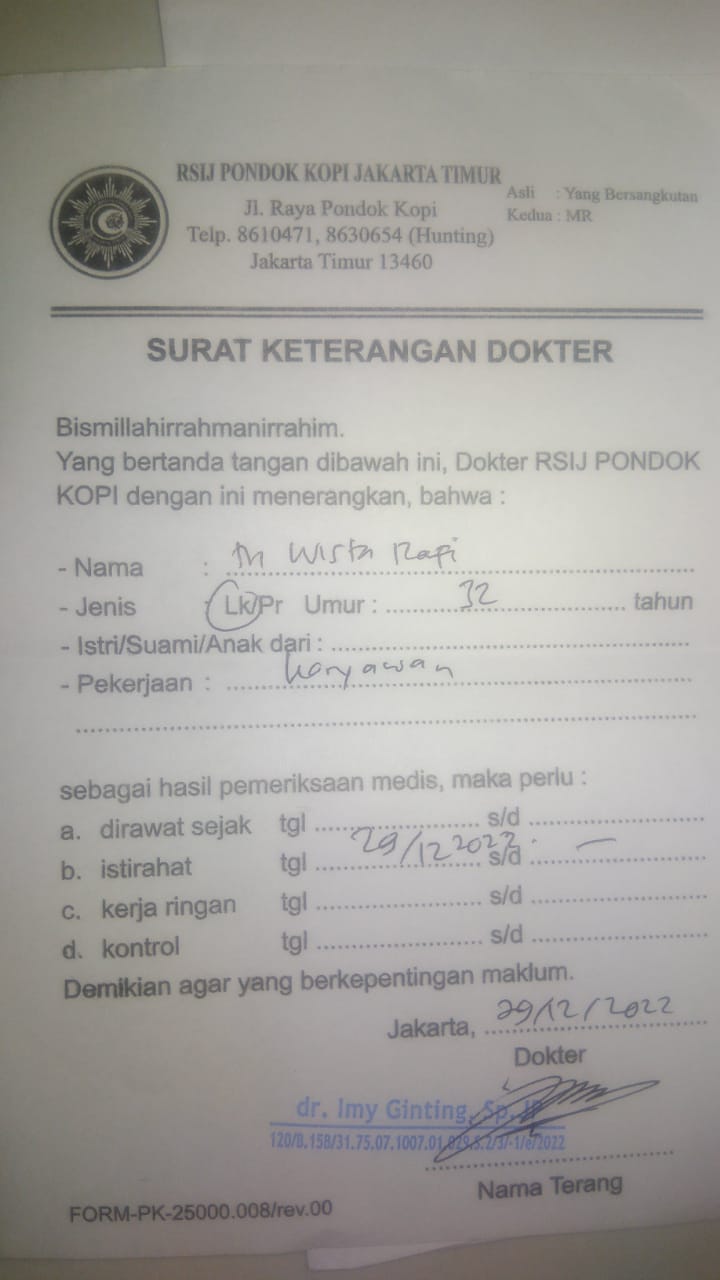 RSIJ PONDOK KOPI JAKARTA TIMUR
Jl. Raya Pondok Kopi
Telp. 8610471, 8630654 (Hunting)
Jakarta Timur 13460
Asli : Yang Bersangkutan
Kedua : MR
SURAT KETERANGAN DOKTER
Bismillahirrahmanirrahim.
Yang bertanda tangan dibawah ini, Dokter RSIJ PONDOK
KOPI dengan ini menerangkan, bahwa :
- Nama : Tn Wista Rafi
- Jenis : Lk/Pr Umur : 32 tahun
- Istri/Suami/Anak dari :
- Pekerjaan : karyawan
sebagai hasil pemeriksaan medis, maka perlu :
a. dirawat sejak tgl s/d
b. istirahat tgl 29/12 2022 s/d -
c. kerja ringan tgl s/d
d. kontrol tgl s/d
Demikian agar yang berkepentingan maklum.
Jakarta, 29/12/2022
Dokter
dr. Imy Ginting, Sp.
120/B.158/31.75.07.1007.01
Nama Terang
FORM-PK-25000.008/rev.00